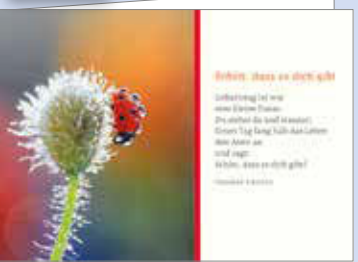 Schön, dass es dich gibt
Geburtstag ist wie
eine kleine Pause.
Du stehst da und staunst:
Einen Tag lang hält das Leben
den Atem an
und sagt:
Schön, dass es dich gibt!